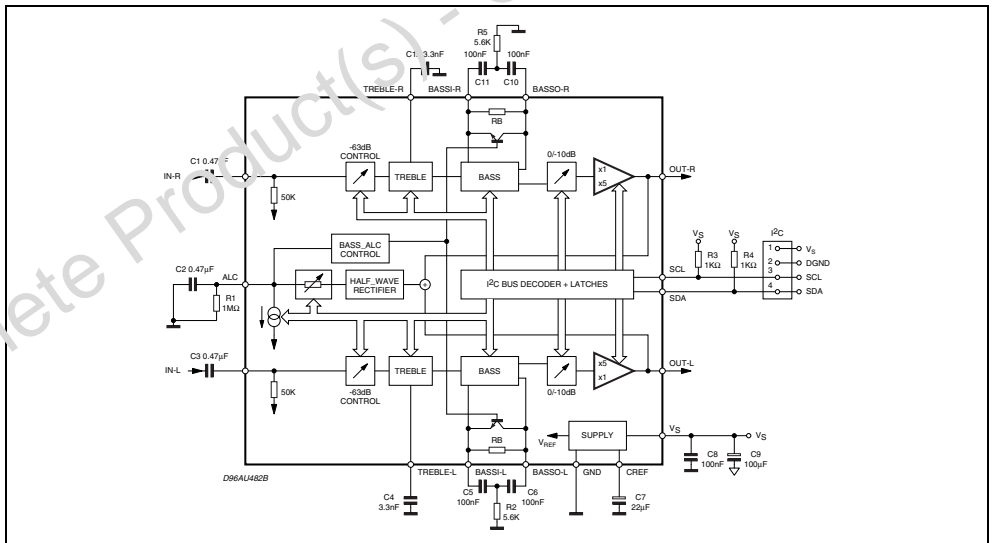 lete Product(s) -
R5
5.6K
3.3nF
100nF
100nF
C11
C10
TREBLE-R
BASSI-R
BASSO-R
RB
-63dB
CONTROL
0/-10dB
C1 0.47µF
IN-R
TREBLE
BASS
x1
x5
OUT-R
50K
BASS_ALC
CONTROL
VS
VS
I2C
R3
1KΩ
R4
1KΩ
1
VS
2
DGND
3
SCL
4
SDA
C2 0.47µF
ALC
HALF_WAVE
RECTIFIER
+
I2C BUS DECODER + LATCHES
SCL
SDA
R1
1MΩ
C3 0.47µF
IN-L
TREBLE
BASS
x5
x1
OUT-L
50K
-63dB
CONTROL
0/-10dB
RB
VREF
SUPPLY
VS
VS
C8
100nF
C9
100µF
D96AU482B
TREBLE-L
BASSI-L
BASSO-L
GND
CREF
C4
3.3nF
C5
100nF
C6
100nF
R2
5.6K
C7
22µF